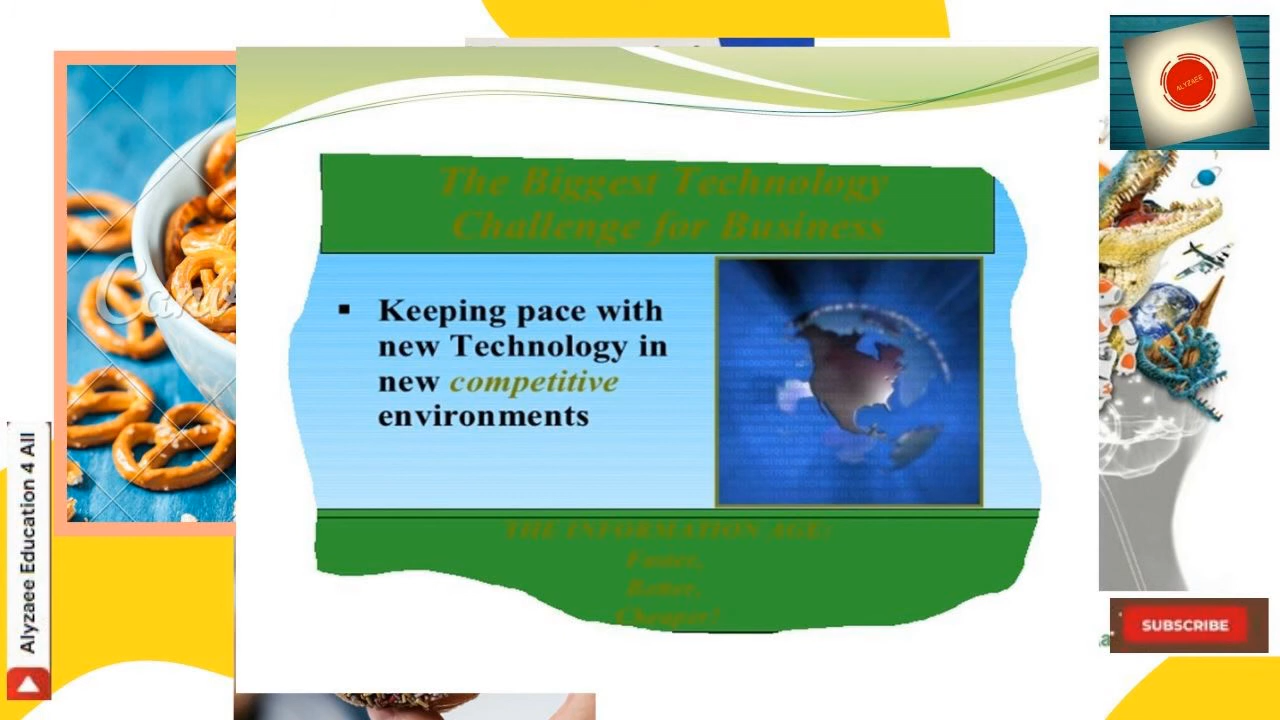 ALYZAEE
The Biggest Technology
Challenge for Business
▪ Keeping pace with
new Technology in
new competitive
environments
THE INFORMATION AGE:
Faster,
Better,
Cheaper!
Alyzaee Education 4 All
SUBSCRIBE